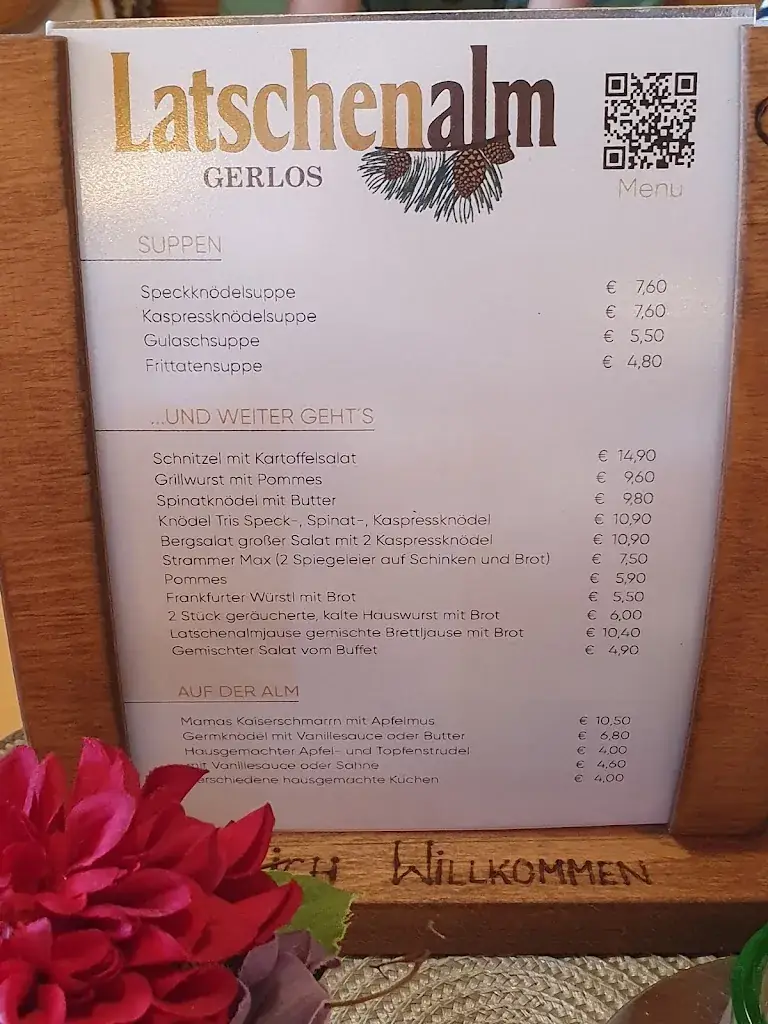 Latschenalm
GERLOS
Menu
SUPPEN
Speckknödelsuppe € 7,60
Kaspressknödelsuppe € 7,60
Gulaschsuppe € 5,50
Frittatensuppe € 4,80
...UND WEITER GEHT'S
Schnitzel mit Kartoffelsalat € 14,90
Grillwurst mit Pommes € 9,60
Spinatknödel mit Butter € 9,80
Knödel Tris Speck-, Spinat-, Kaspressknödel € 10,90
Bergsalat großer Salat mit 2 Kaspressknödel € 10,90
Strammer Max (2 Spiegeleier auf Schinken und Brot) € 7,50
Pommes € 5,90
Frankfurter Würstl mit Brot € 5,50
2 Stück geräucherte, kalte Hauswurst mit Brot € 6,00
Latschenalmjause gemischte Brettljause mit Brot € 10,40
Gemischter Salat vom Buffet € 4,90
AUF DER ALM
Mamas Kaiserschmarrn mit Apfelmus € 10,50
Germknödel mit Vanillesauce oder Butter € 6,80
Hausgemachter Apfel- und Topfenstrudel € 4,00
mit Vanillesauce oder Sahne € 4,60
erschiedene hausgemachte Kuchen € 4,00
ICH WILLKOMMEN